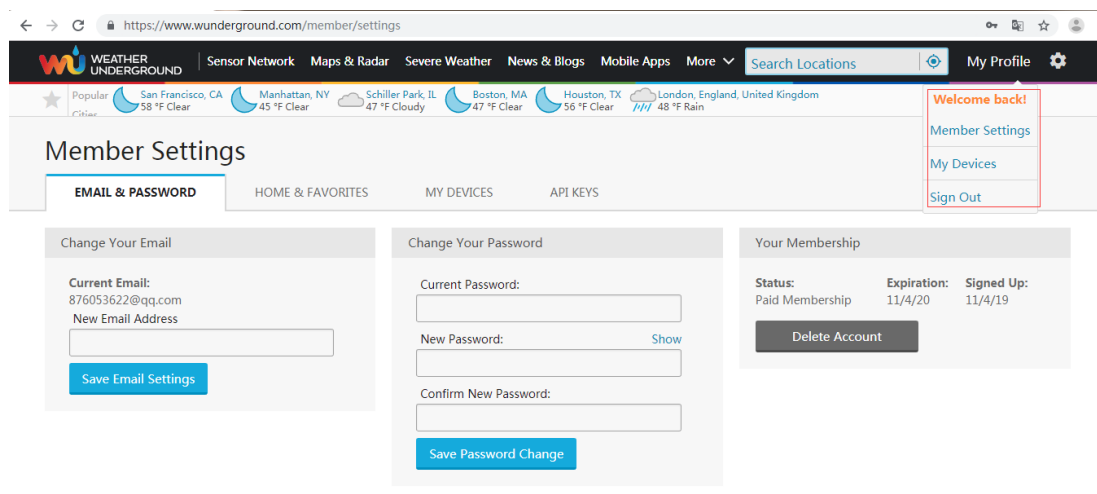 https://www.wunderground.com/member/settings
WEATHER UNDERGROUND
Sensor Network Maps & Radar Severe Weather News & Blogs Mobile Apps More Search Locations My Profile
Popular Cities
San Francisco, CA
58 °F Clear
Manhattan, NY
45 °F Clear
Schiller Park, IL
47 °F Cloudy
Boston, MA
47 °F Clear
Houston, TX
56 °F Clear
London, England, United Kingdom
48 °F Rain
Welcome back!
Member Settings
My Devices
Sign Out
Member Settings
EMAIL & PASSWORD HOME & FAVORITES MY DEVICES API KEYS
Change Your Email
Current Email:
876053622@qq.com
New Email Address
Save Email Settings
Change Your Password
Current Password:
New Password: Show
Confirm New Password:
Save Password Change
Your Membership
Status: Expiration: Signed Up:
Paid Membership 11/4/20 11/4/19
Delete Account